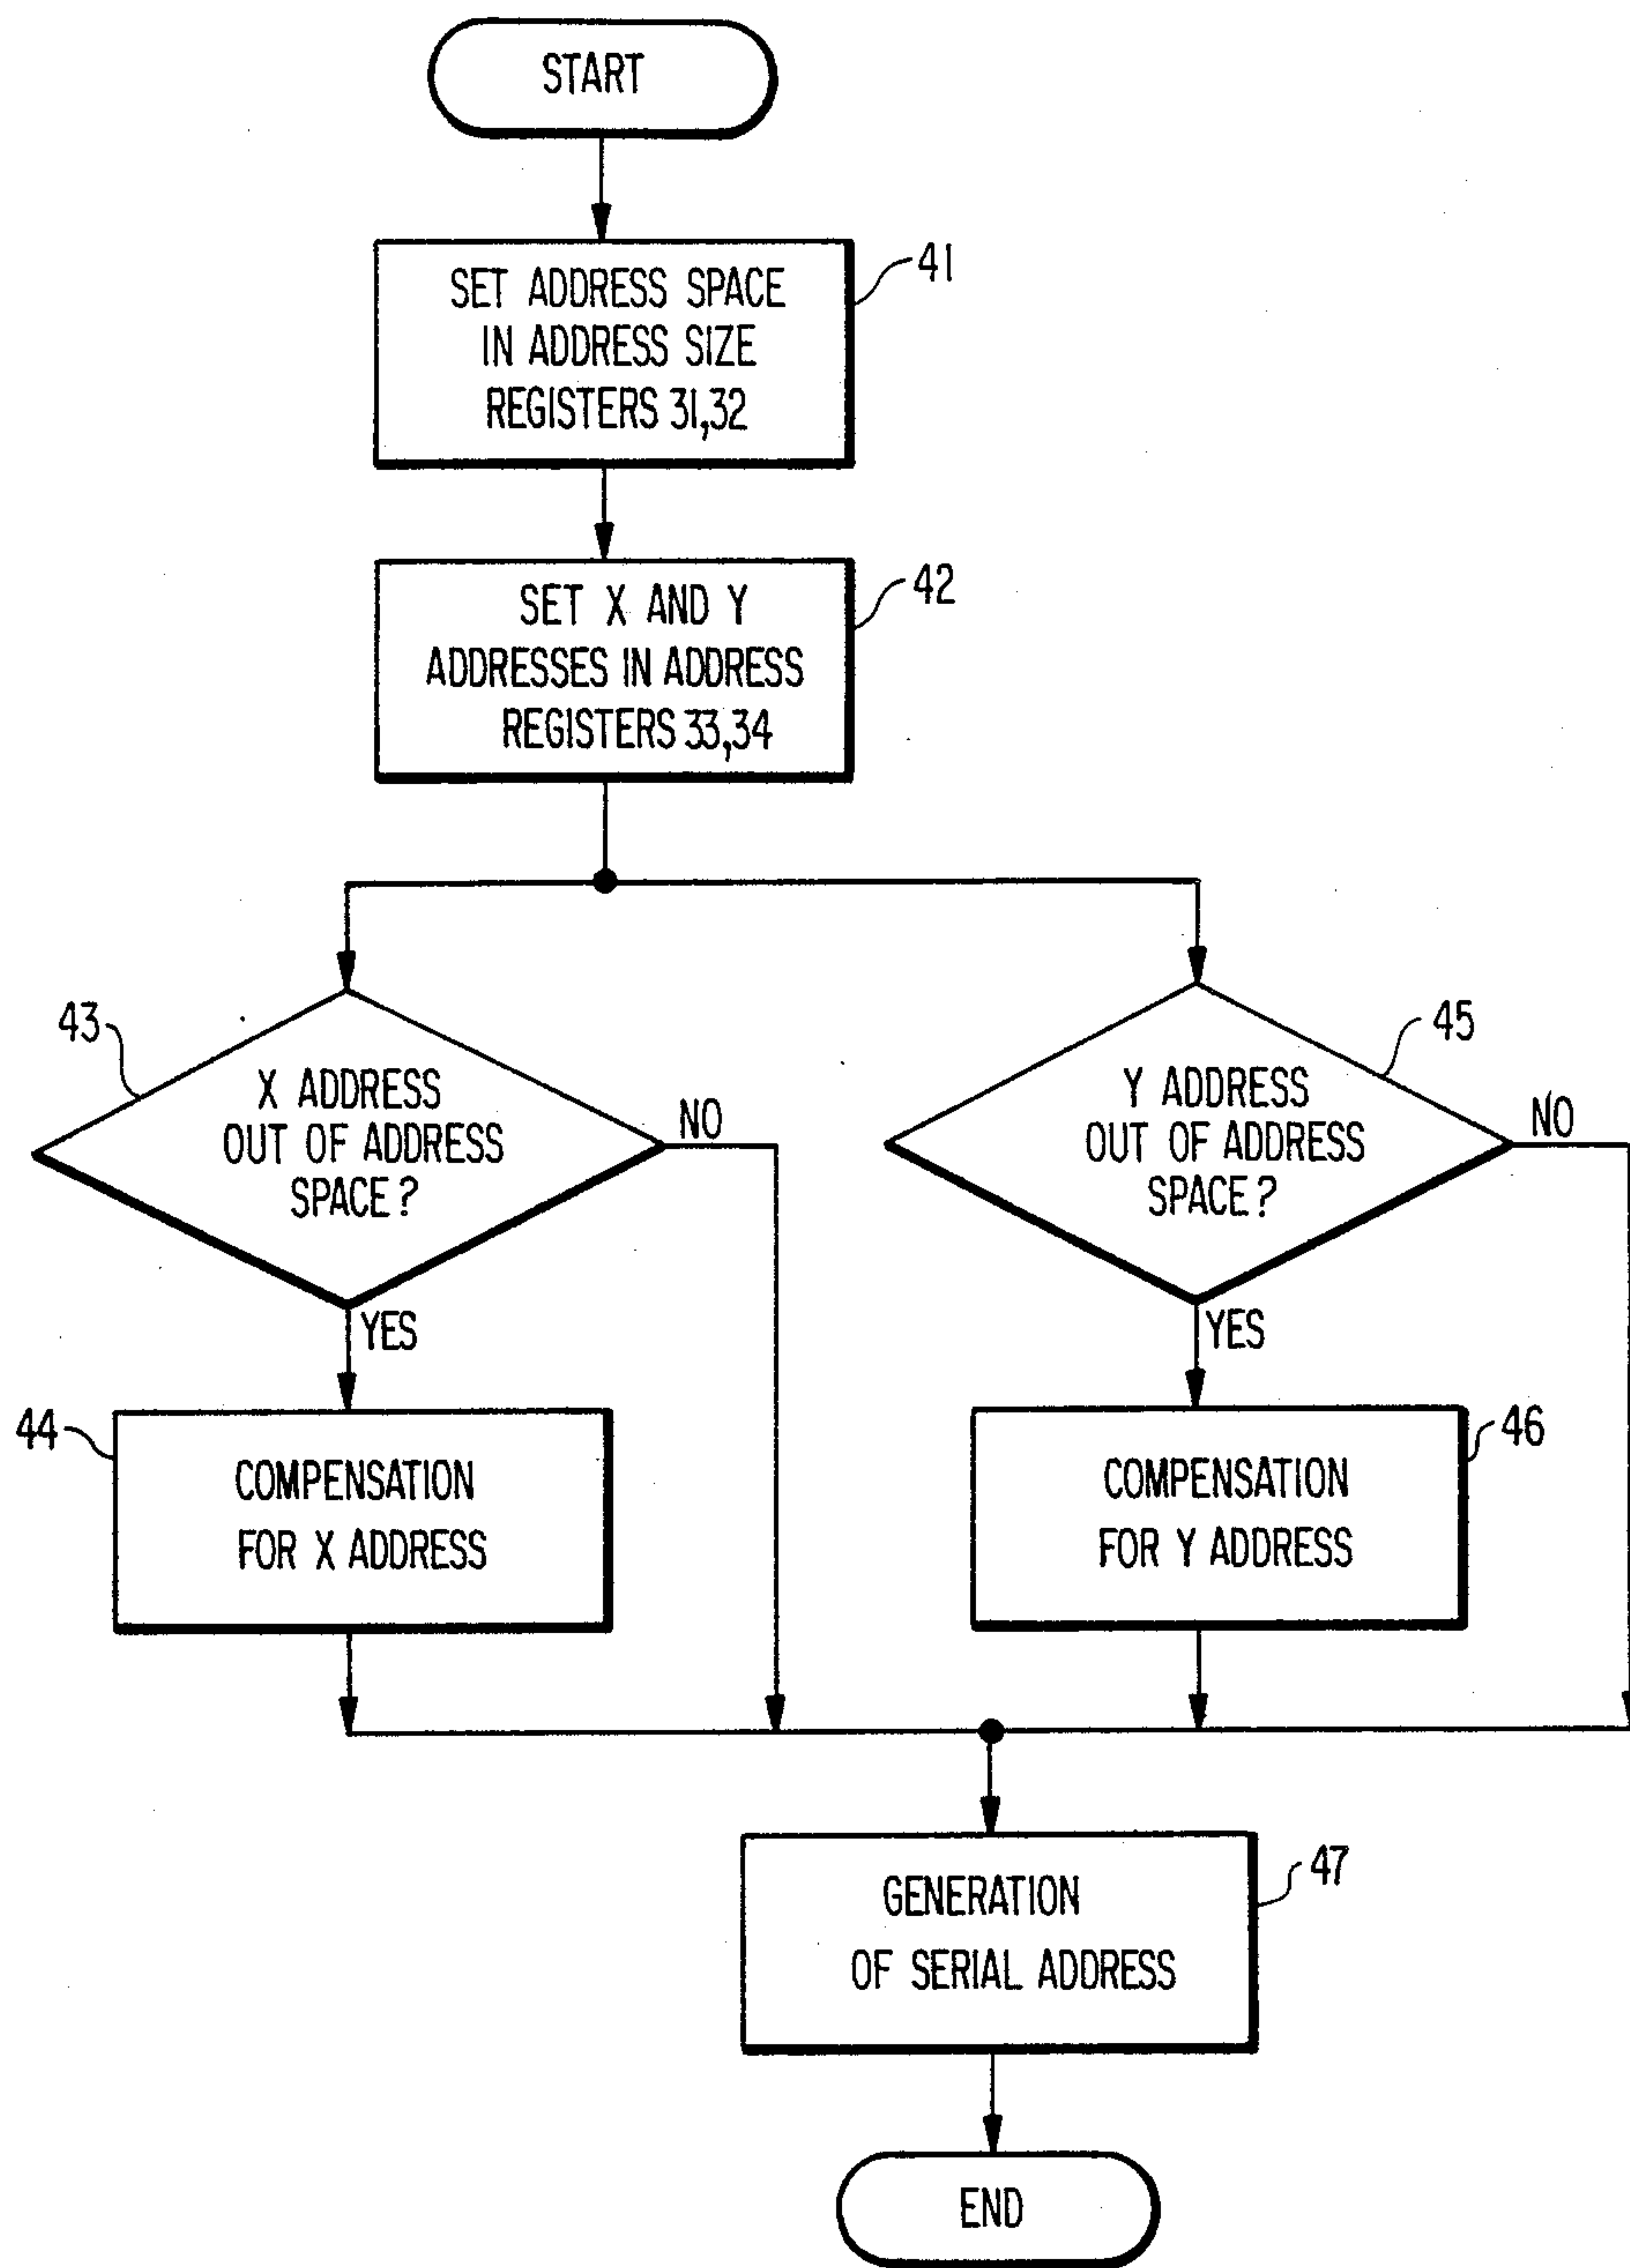 START
SET ADDRESS SPACE
IN ADDRESS SIZE
REGISTERS 31,32
41
SET X AND Y
ADDRESSES IN ADDRESS
REGISTERS 33,34
42
43
X ADDRESS
OUT OF ADDRESS
SPACE?
NO
YES
45
Y ADDRESS
OUT OF ADDRESS
SPACE?
NO
YES
44
COMPENSATION
FOR X ADDRESS
46
COMPENSATION
FOR Y ADDRESS
47
GENERATION
OF SERIAL ADDRESS
END